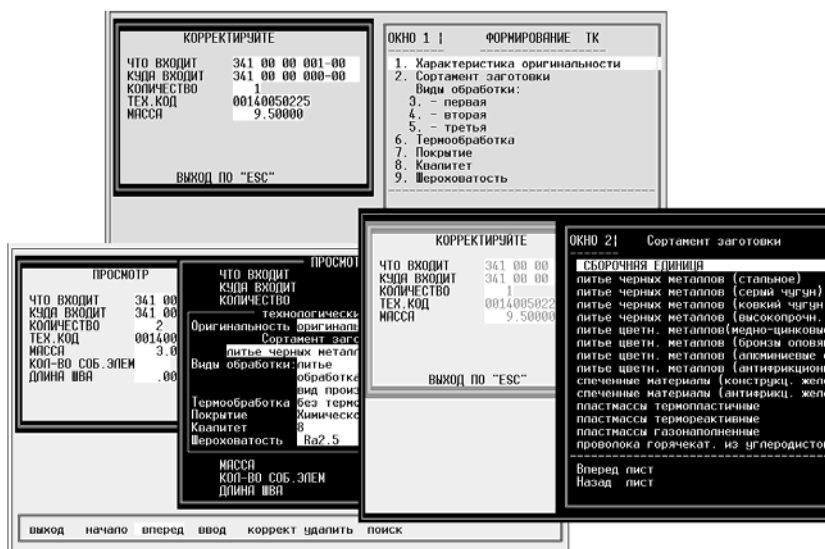 КОРРЕКТИРУЙТЕ
ЧТО ВХОДИТ 341 00 00 001-00
КУДА ВХОДИТ 341 00 00 000-00
КОЛИЧЕСТВО 1
ТЕХ.КОД 00140050225
МАССА 9.50000
ВЫХОД ПО "ESC"
ОКНО 1 | ФОРМИРОВАНИЕ ТК
1. Характеристика оригинальности
2. Сортамент заготовки
Виды обработки:
3. - первая
4. - вторая
5. - третья
6. Термообработка
7. Покрытие
8. Квалитет
9. Шероховатость
ПРОСМОТР
ЧТО ВХОДИТ 341 00
КУДА ВХОДИТ 341 00
КОЛИЧЕСТВО 2
ТЕХ.КОД 001400
МАССА 3.0
КОЛ-ВО СОБ.ЭЛЕМ
ДЛИНА ШВА .00
ПРОСМОТ
ЧТО ВХОДИТ
КУДА ВХОДИТ
КОЛИЧЕСТВО
технологически
Оригинальность оригиналь
Сортамент заго
литье черных металл
Виды обработки:литье
обработка
вид произ
Термообработка без термо
Покрытие Химическо
Квалитет 8
Шероховатость Ra2.5
МАССА
КОЛ-ВО СОБ.ЭЛЕМ
ДЛИНА ШВА
КОРРЕКТИРУЙТЕ
ЧТО ВХОДИТ 341 00 00
КУДА ВХОДИТ 341 00 00
КОЛИЧЕСТВО 1
ТЕХ.КОД 0014005022
МАССА 9.50000
ВЫХОД ПО "ESC"
ОКНО 2| Сортамент заготовки
СБОРОЧНАЯ ЕДИНИЦА
литье черных металлов (стальное)
литье черных металлов (серый чугун)
литье черных металлов (ковкий чугун
литье черных металлов (высокопрочн.
литье цветн. металлов(медно-цинковые
литье цветн. металлов (бронзы оловян
литье цветн. металлов (алюминиевые с
литье цветн. металлов (антифрикционн
спеченные материалы (конструкц. желе
спеченные материалы (антифрикц. желе
пластмассы термопластичные
пластмассы термореактивные
пластмассы газонаполненные
проволока горячекат. из углеродистой
Вперед лист
Назад лист
выход начало вперед ввод коррект удалить поиск